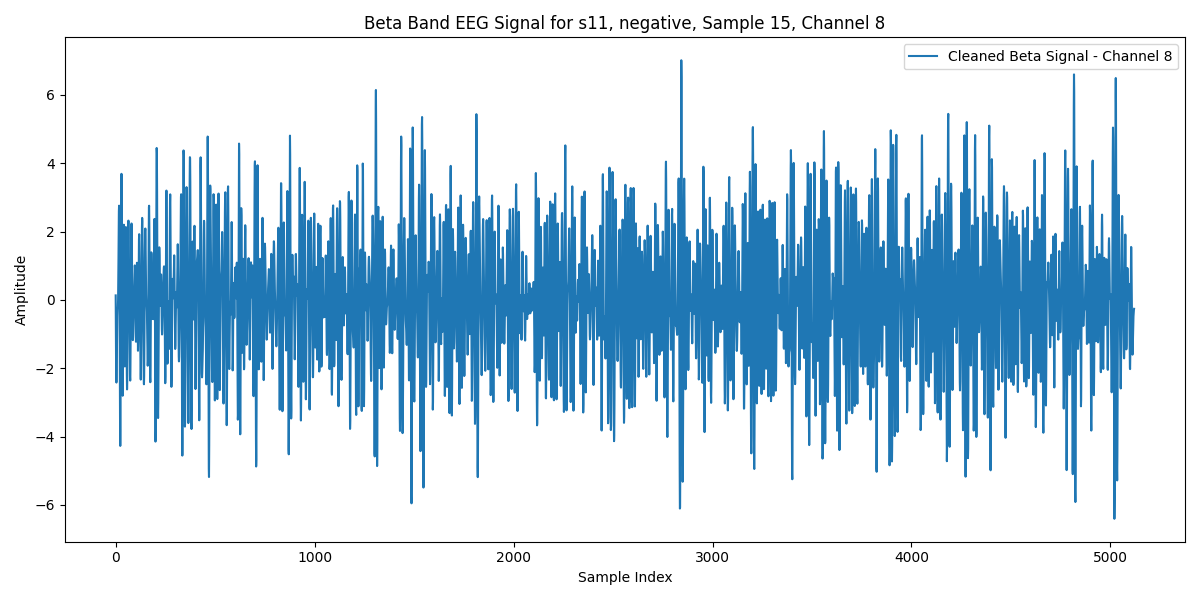 Beta Band EEG Signal for s11, negative, Sample 15, Channel 8
Cleaned Beta Signal - Channel 8
Amplitude
6
4
2
0
−2
−4
−6
0 1000 2000 3000 4000 5000
Sample Index